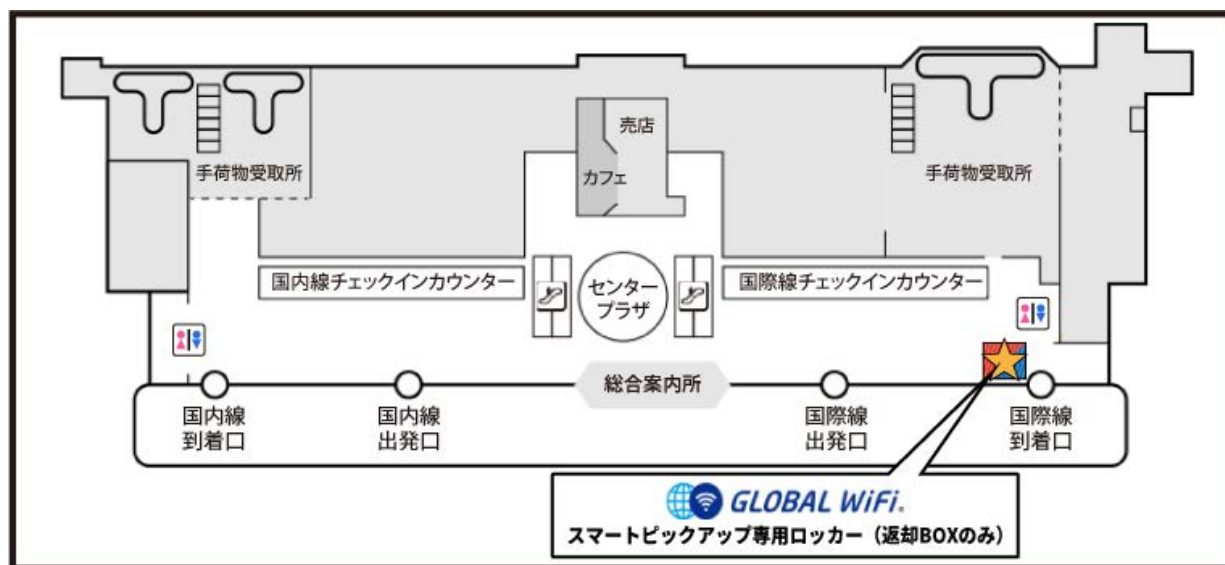 売店
カフェ
手荷物受取所
手荷物受取所
国内線チェックインカウンター
センター
プラザ
国際線チェックインカウンター
総合案内所
国内線
到着口
国内線
出発口
国際線
出発口
国際線
到着口
GLOBAL WiFi.
スマートピックアップ専用ロッカー（返却BOXのみ）